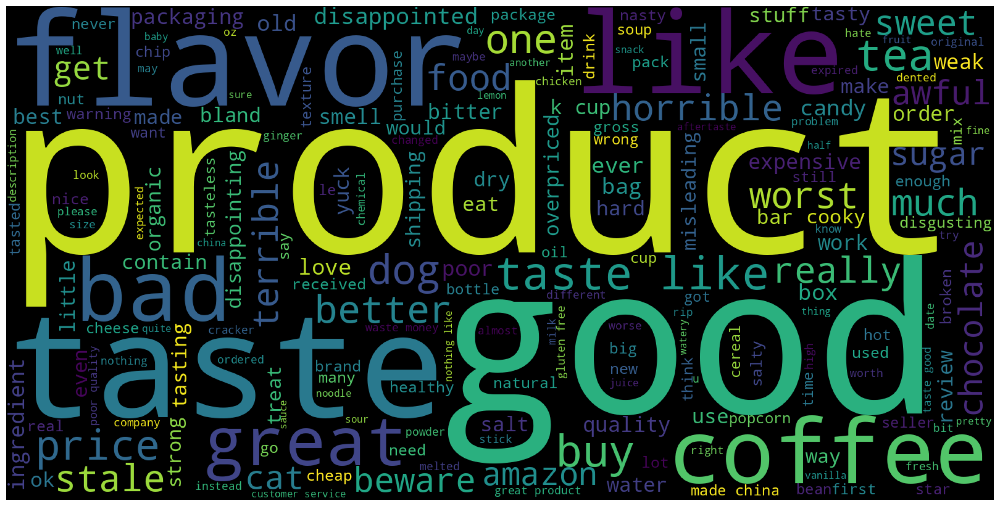 flavor
like
product
good
taste
never
packaging
old
disappointed
package
one
item
nasty
soup
stuff
tasty
sweet
baby
oz
day
hate
fruit
original
well
chip
get
may
maybe
another
food
purchase
texture
drink
snack
pack
small
expired
tea
weak
dented
make
awful
nut
sure
chicken
lemon
best
warning
made
want
bland
smell
bitter
would
changed
ginger
k cup
horrible
gross
wrong
aftertaste
candy
problem
order
mix
fine
description
look
nice
please
size
tasted
expected
organic
tasteless
disappointing
china
terrible
say
le
yuck
chemical
shipping
dry
eat
overpriced
ever
bag
hard
misleading
half
expensive
still
worst
bar
cooky
know
work
sugar
enough
much
disgusting
try
bad
little
contain
love
received
dog
poor
oil
cup
taste like
really
box
chocolate
broken
better
bottle
different
got
rip
thing
date
cheese
quite
cracker
waste money
nothing like
almost
milk
gluten free
worse
watery
cereal
salty
hot
used
worth
big
new
juice
think
u
time
high
taste good
review
ingredient
even
poor quality
nothing
strong tasting
ordered
treat
brand
many
noodle
healthy
natural
real
company
sauce
sour
great
powder
need
go
salt
stick
quality
use
popcorn
seller
bit
pretty
price
buy
coffee
right
way
fresh
vanilla
ok
stale
instead
cat
cheap
customer service
beware
melted
amazon
great product
lot
water
made china
bean
first
star